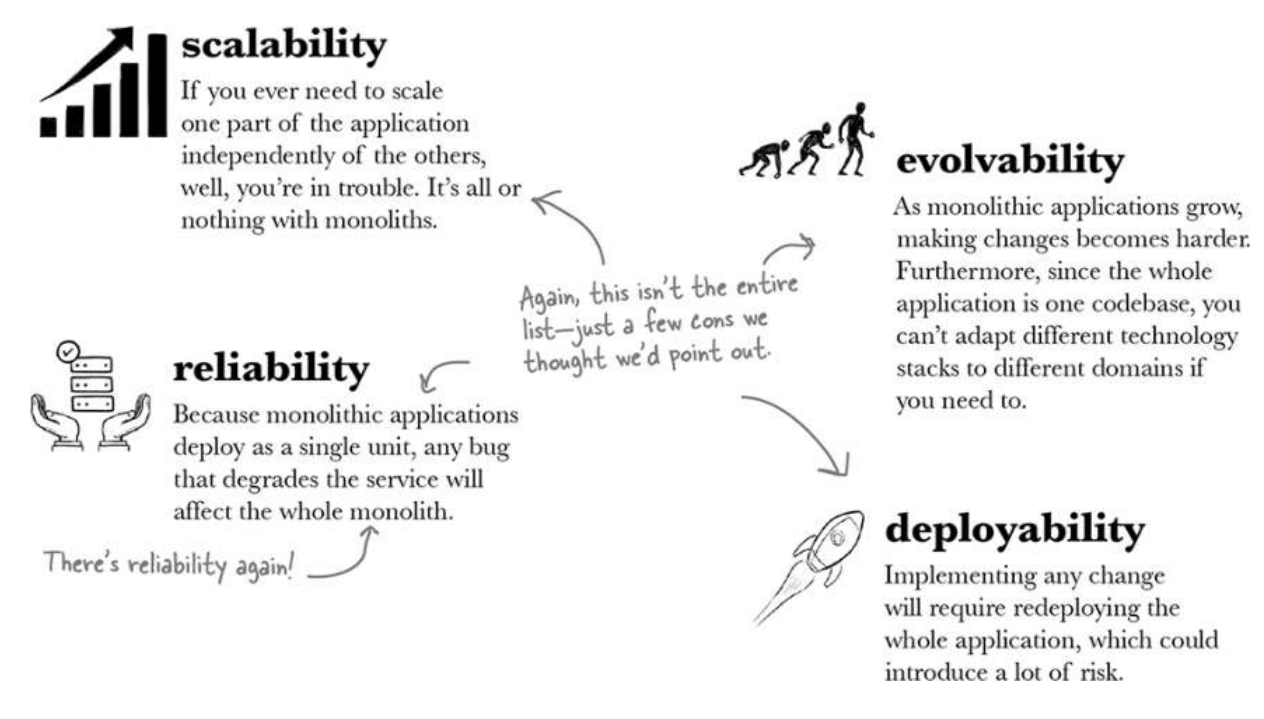 scalability
If you ever need to scale
one part of the application
independently of the others,
well, you're in trouble. It's all or
nothing with monoliths.
evolvability
As monolithic applications grow,
making changes becomes harder.
Furthermore, since the whole
application is one codebase, you
can't adapt different technology
stacks to different domains if
you need to.
Again, this isn't the entire
list—just a few cons we
thought we'd point out.
reliability
Because monolithic applications
deploy as a single unit, any bug
that degrades the service will
affect the whole monolith.
There's reliability again!
deployability
Implementing any change
will require redeploying the
whole application, which could
introduce a lot of risk.